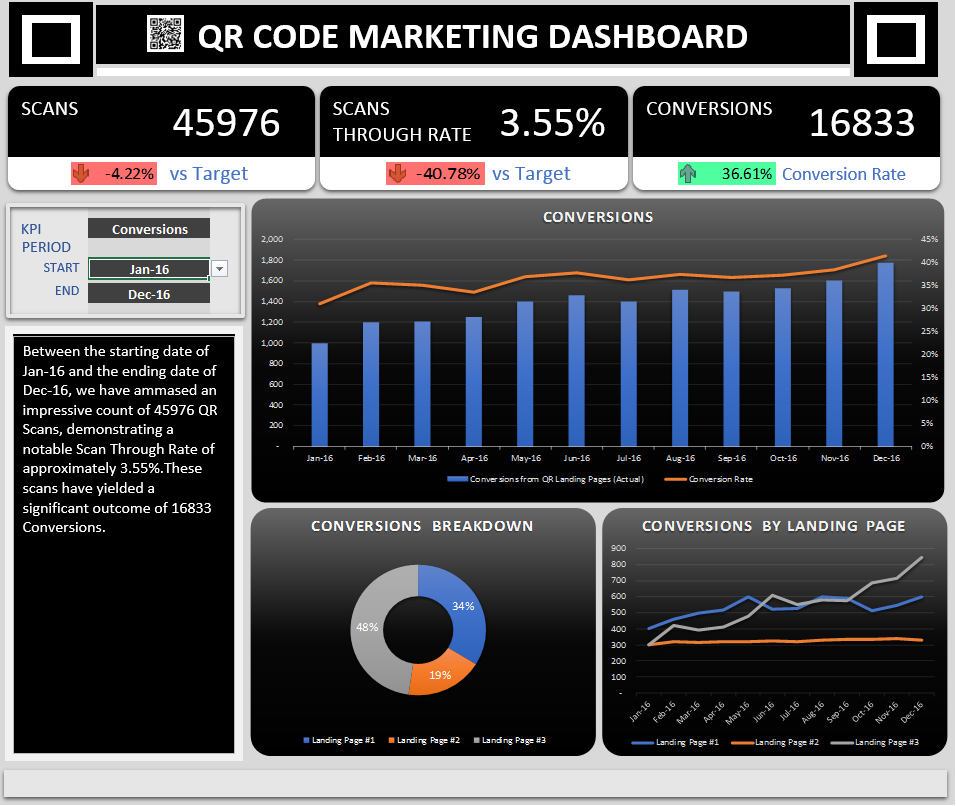 QR CODE MARKETING DASHBOARD
SCANS
45976
-4.22% vs Target
SCANS
THROUGH RATE
3.55%
-40.78% vs Target
CONVERSIONS
16833
36.61% Conversion Rate
KPI
Conversions
PERIOD
START
Jan-16
END
Dec-16
Between the starting date of
Jan-16 and the ending date of
Dec-16, we have ammased an
impressive count of 45976 QR
Scans, demonstrating a
notable Scan Through Rate of
approximately 3.55%.These
scans have yielded a
significant outcome of 16833
Conversions.
CONVERSIONS
2,000
1,800
1,600
1,400
1,200
1,000
800
600
400
200
-
45%
40%
35%
30%
25%
20%
15%
10%
5%
0%
Jan-16 Feb-16 Mar-16 Apr-16 May-16 Jun-16 Jul-16 Aug-16 Sep-16 Oct-16 Nov-16 Dec-16
Conversions from QR Landing Pages (Actual) Conversion Rate
CONVERSIONS BREAKDOWN
34%
48%
19%
Landing Page #1 Landing Page #2 Landing Page #3
CONVERSIONS BY LANDING PAGE
900
800
700
600
500
400
300
200
100
-
Jan-16 Feb-16 Mar-16 Apr-16 May-16 Jun-16 Jul-16 Aug-16 Sep-16 Oct-16 Nov-16 Dec-16
Landing Page #1 Landing Page #2 Landing Page #3